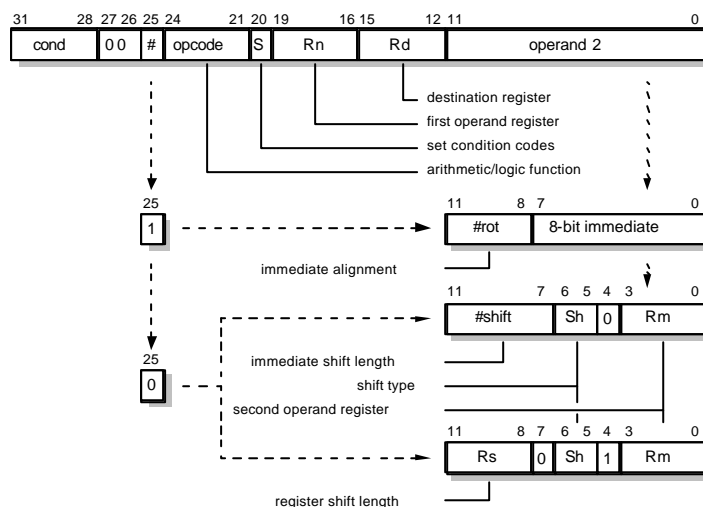 31 28 27 26 25 24 21 20 19 16 15 12 11 0
cond 0 0 # opcode S Rn Rd operand 2
destination register
first operand register
set condition codes
arithmetic/logic function
25 11 8 7 0
1 #rot 8-bit immediate
immediate alignment
11 7 6 5 4 3 0
#shift Sh 0 Rm
25
0
immediate shift length
shift type
second operand register
11 8 7 6 5 4 3 0
Rs 0 Sh 1 Rm
register shift length